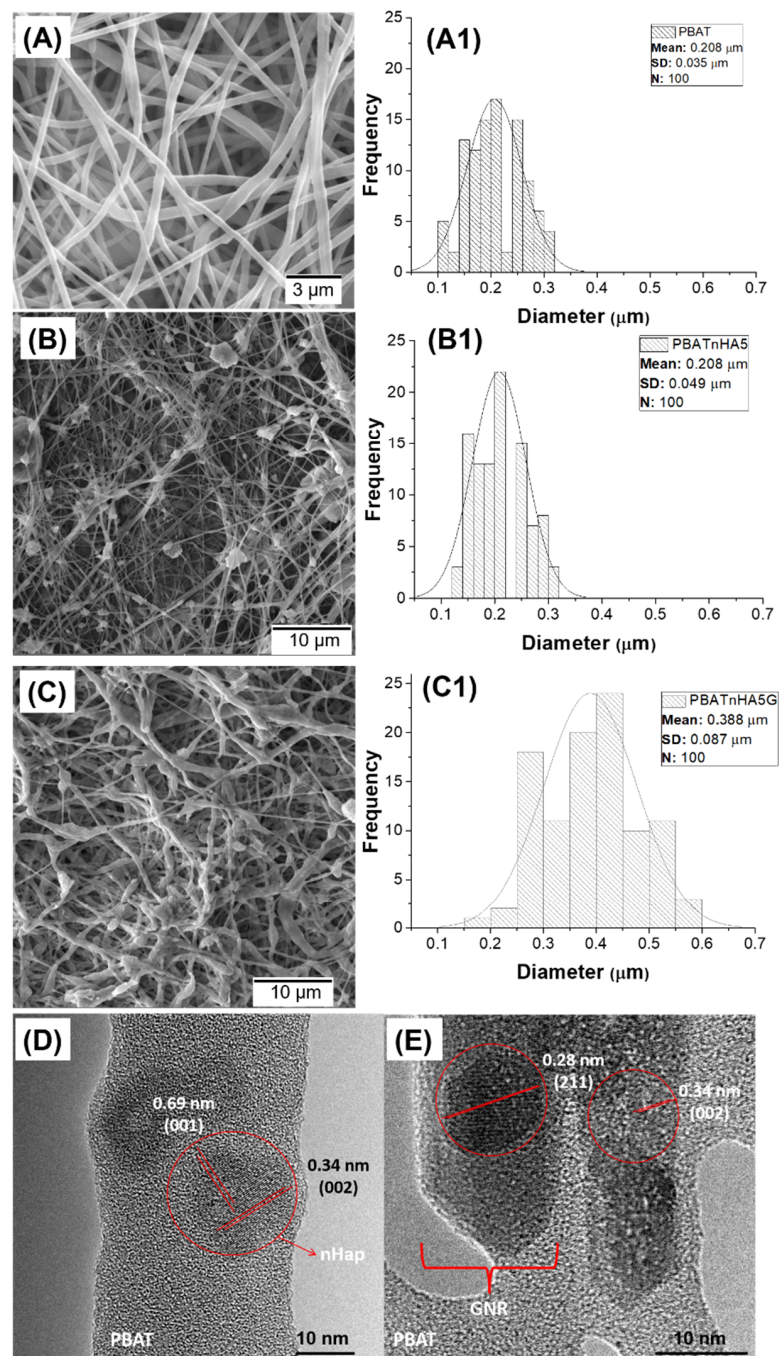 (A)
3 µm
(A1)
PBAT
Mean: 0.208 µm
SD: 0.035 µm
N: 100
Frequency
25
20
15
10
5
0
0.1 0.2 0.3 0.4 0.5 0.6 0.7
Diameter (µm)
(B)
10 µm
(B1)
PBATnHA5
Mean: 0.208 µm
SD: 0.049 µm
N: 100
Frequency
25
20
15
10
5
0
0.1 0.2 0.3 0.4 0.5 0.6 0.7
Diameter (µm)
(C)
10 µm
(C1)
PBATnHA5G
Mean: 0.388 µm
SD: 0.087 µm
N: 100
Frequency
25
20
15
10
5
0
0.1 0.2 0.3 0.4 0.5 0.6 0.7
Diameter (µm)
(D)
0.69 nm
(001)
0.34 nm
(002)
nHap
PBAT
10 nm
(E)
0.28 nm
(211)
0.34 nm
(002)
GNR
PBAT
10 nm